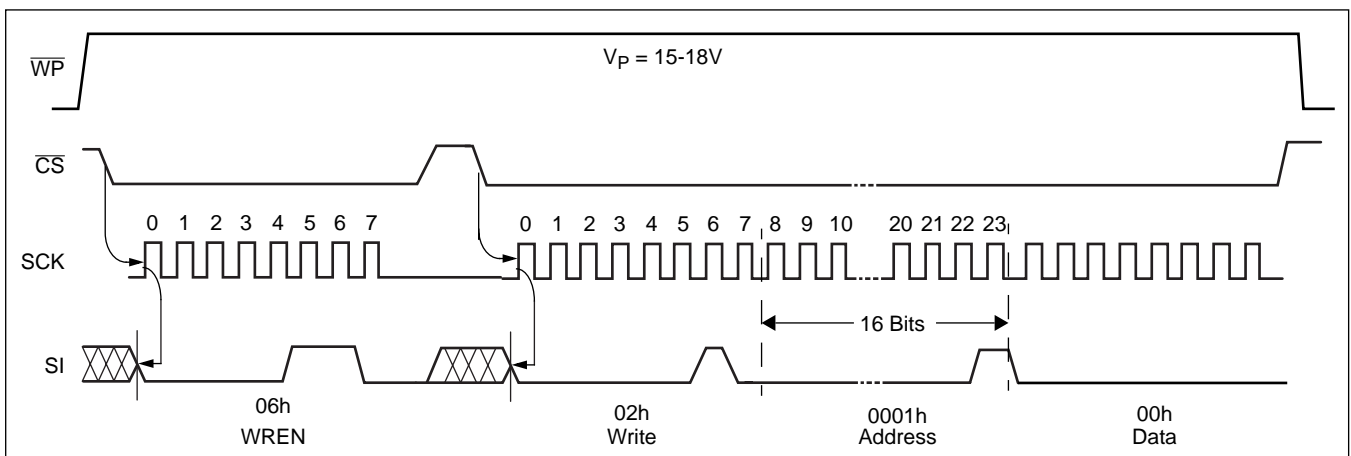 WP
V_P = 15-18V
CS
0 1 2 3 4 5 6 7 0 1 2 3 4 5 6 7 8 9 10 20 21 22 23
SCK
16 Bits
SI
06h 02h 0001h 00h
WREN Write Address Data